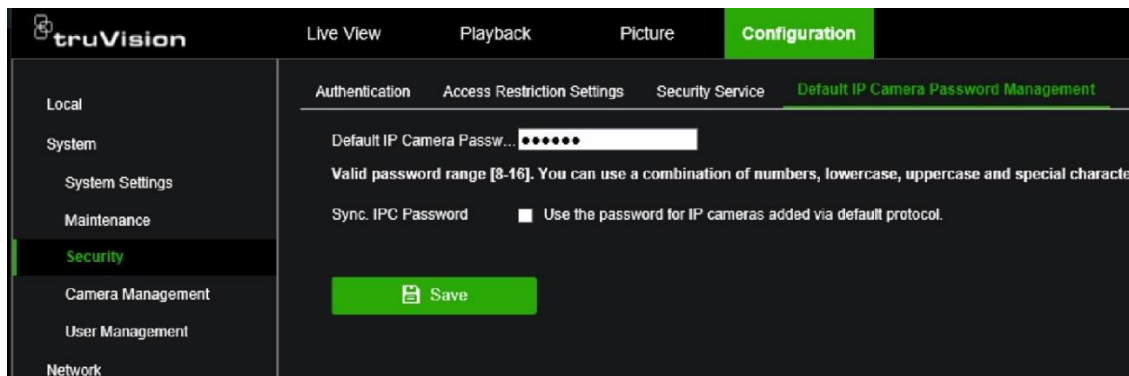 truVision
Live View Playback Picture Configuration
Local
System
System Settings
Maintenance
Security
Camera Management
User Management
Network
Authentication Access Restriction Settings Security Service Default IP Camera Password Management
Default IP Camera Passw... ●●●●●●
Valid password range [8-16]. You can use a combination of numbers, lowercase, uppercase and special characte
Sync. IPC Password Use the password for IP cameras added via default protocol.
Save